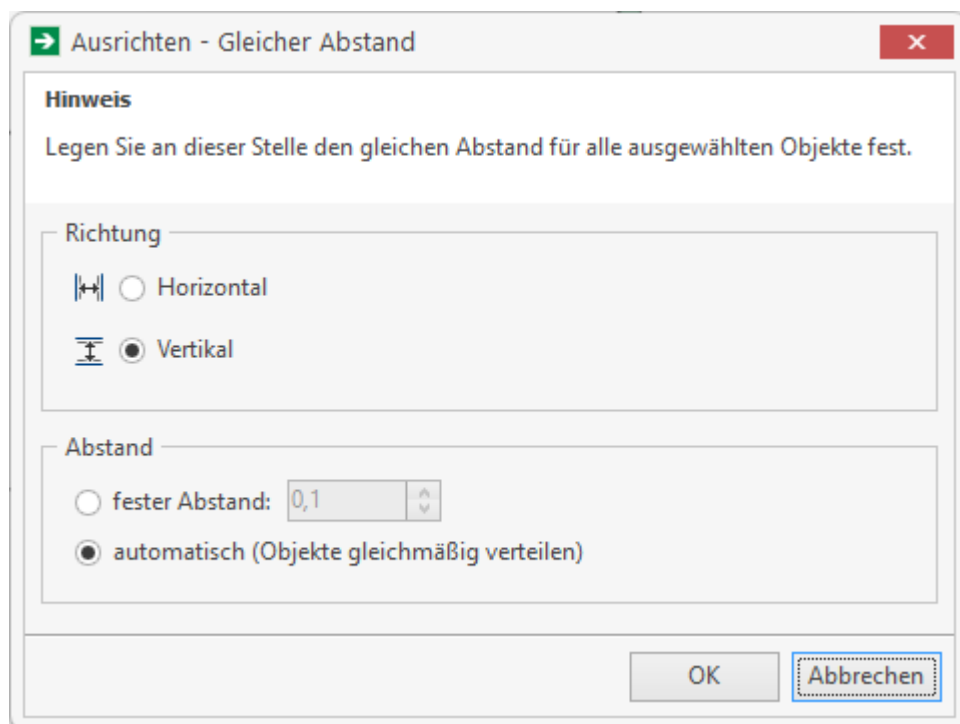 Ausrichten - Gleicher Abstand
Hinweis
Legen Sie an dieser Stelle den gleichen Abstand für alle ausgewählten Objekte fest.
Richtung
Horizontal
Vertikal
Abstand
fester Abstand: 0,1
automatisch (Objekte gleichmäßig verteilen)
OK Abbrechen